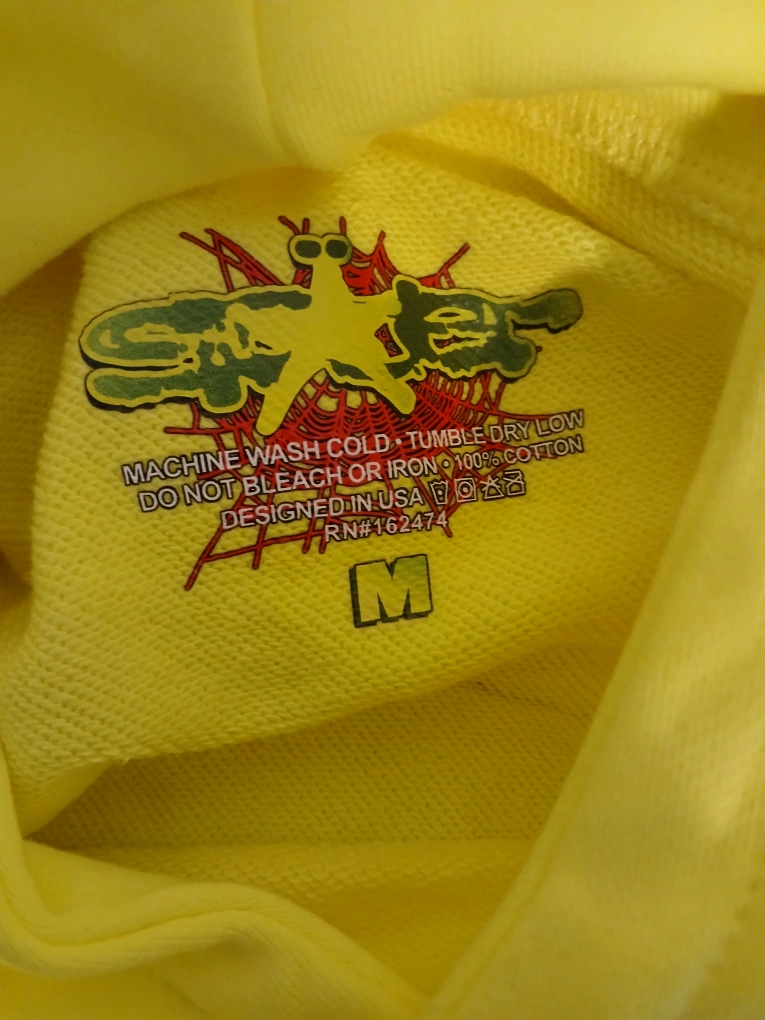 MACHINE WASH COLD • TUMBLE DRY LOW
DO NOT BLEACH OR IRON • 100% COTTON
DESIGNED IN USA
RN#162474
M